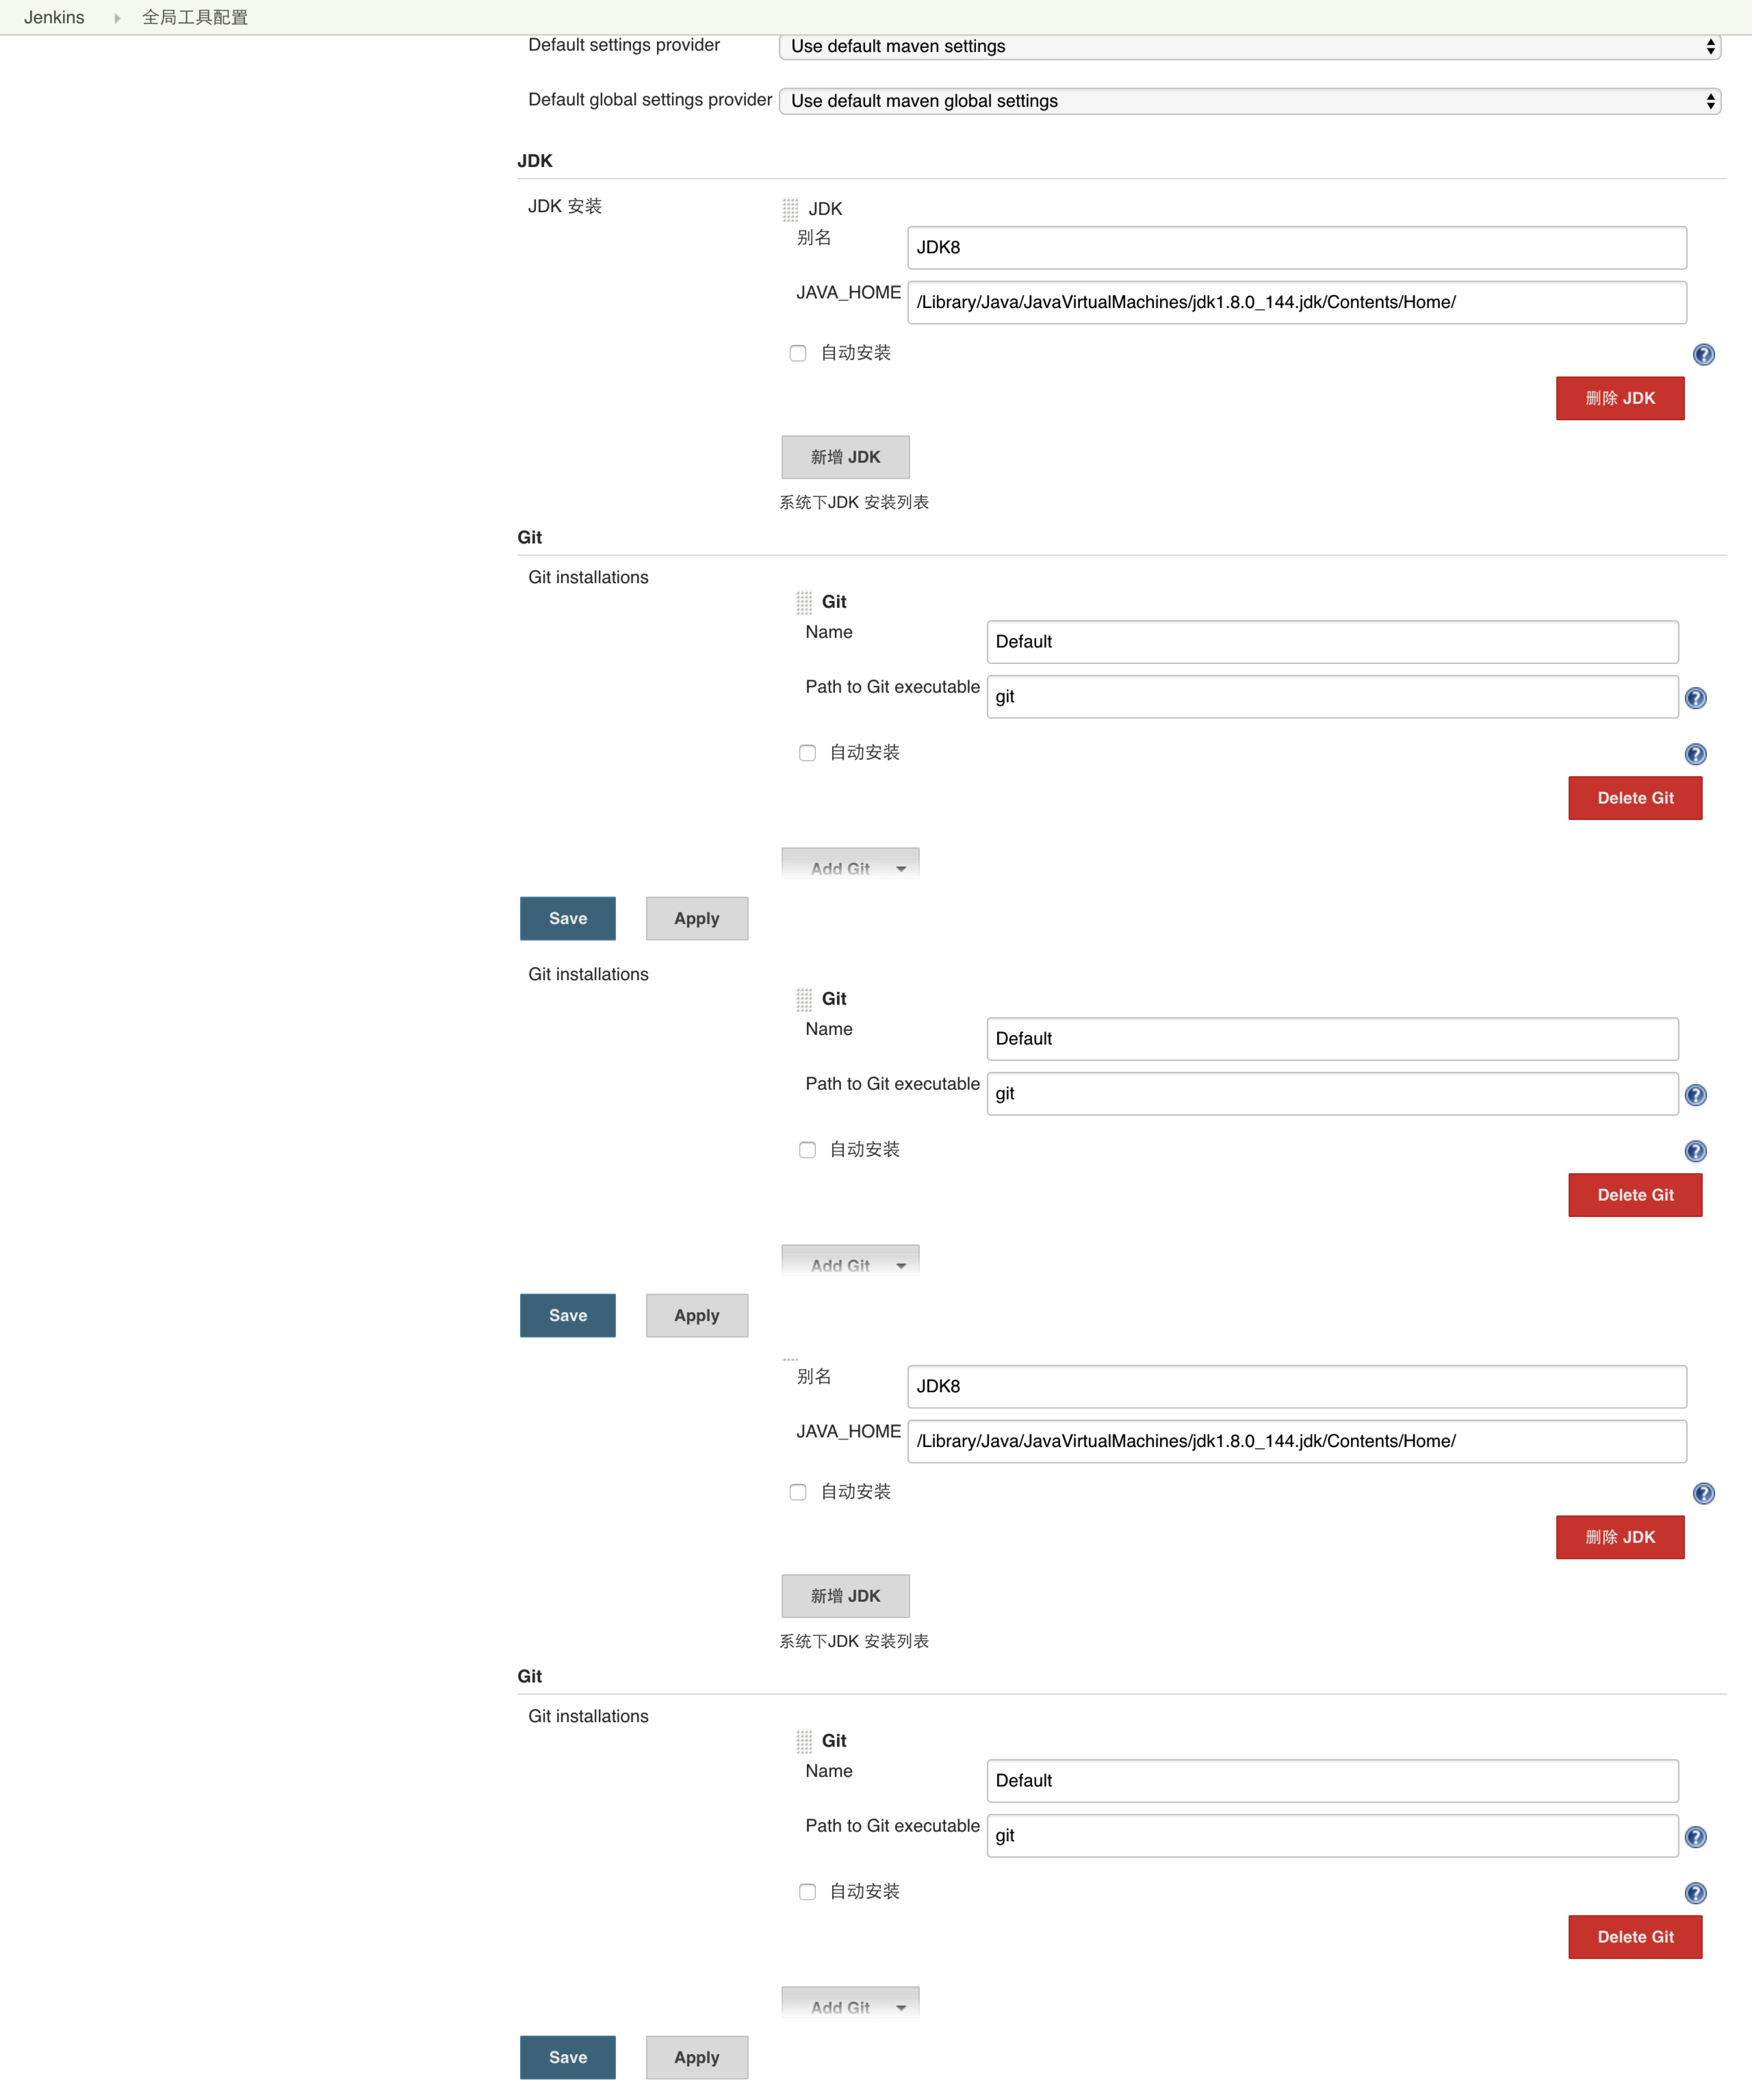 Jenkins 全局工具配置
Default settings provider Use default maven settings
Default global settings provider Use default maven global settings
JDK
JDK 安装 JDK
别名 JDK8
JAVA_HOME /Library/Java/JavaVirtualMachines/jdk1.8.0_144.jdk/Contents/Home/
自动安装
删除 JDK
新增 JDK
系统下JDK 安装列表
Git
Git installations
Git
Name Default
Path to Git executable git
自动安装
Delete Git
Add Git
Save Apply
Git installations
Git
Name Default
Path to Git executable git
自动安装
Delete Git
Add Git
Save Apply
别名 JDK8
JAVA_HOME /Library/Java/JavaVirtualMachines/jdk1.8.0_144.jdk/Contents/Home/
自动安装
删除 JDK
新增 JDK
系统下JDK 安装列表
Git
Git installations
Git
Name Default
Path to Git executable git
自动安装
Delete Git
Add Git
Save Apply